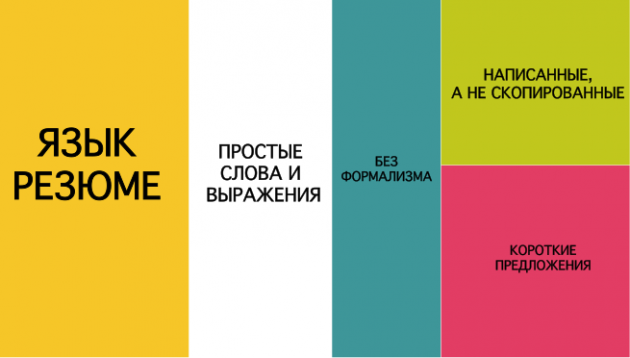 ЯЗЫК
РЕЗЮМЕ
ПРОСТЫЕ
СЛОВА И
ВЫРАЖЕНИЯ
БЕЗ
ФОРМАЛИЗМА
НАПИСАННЫЕ,
А НЕ СКОПИРОВАННЫЕ
КОРОТКИЕ
ПРЕДЛОЖЕНИЯ